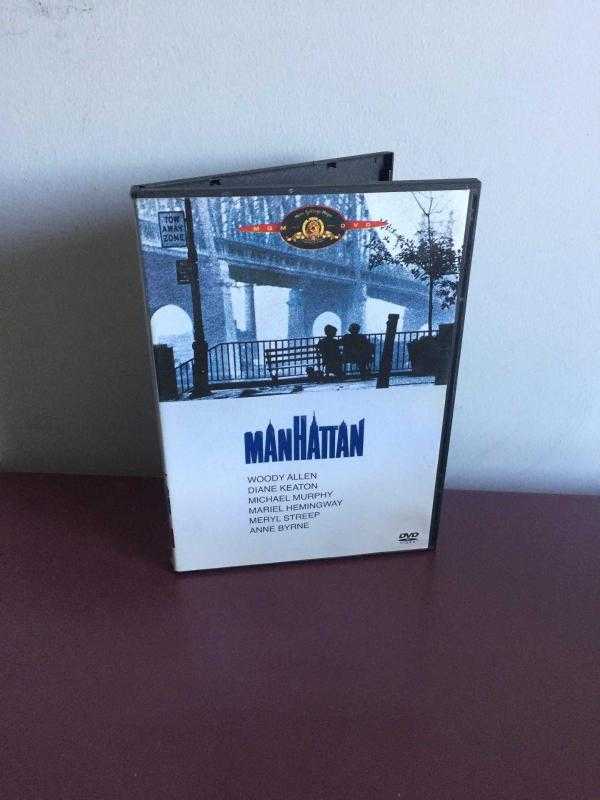 TOW
AWAY
ZONE
MGM DVD
MANHATTAN
WOODY ALLEN
DIANE KEATON
MICHAEL MURPHY
MARIEL HEMINGWAY
MERYL STREEP
ANNE BYRNE
DVD